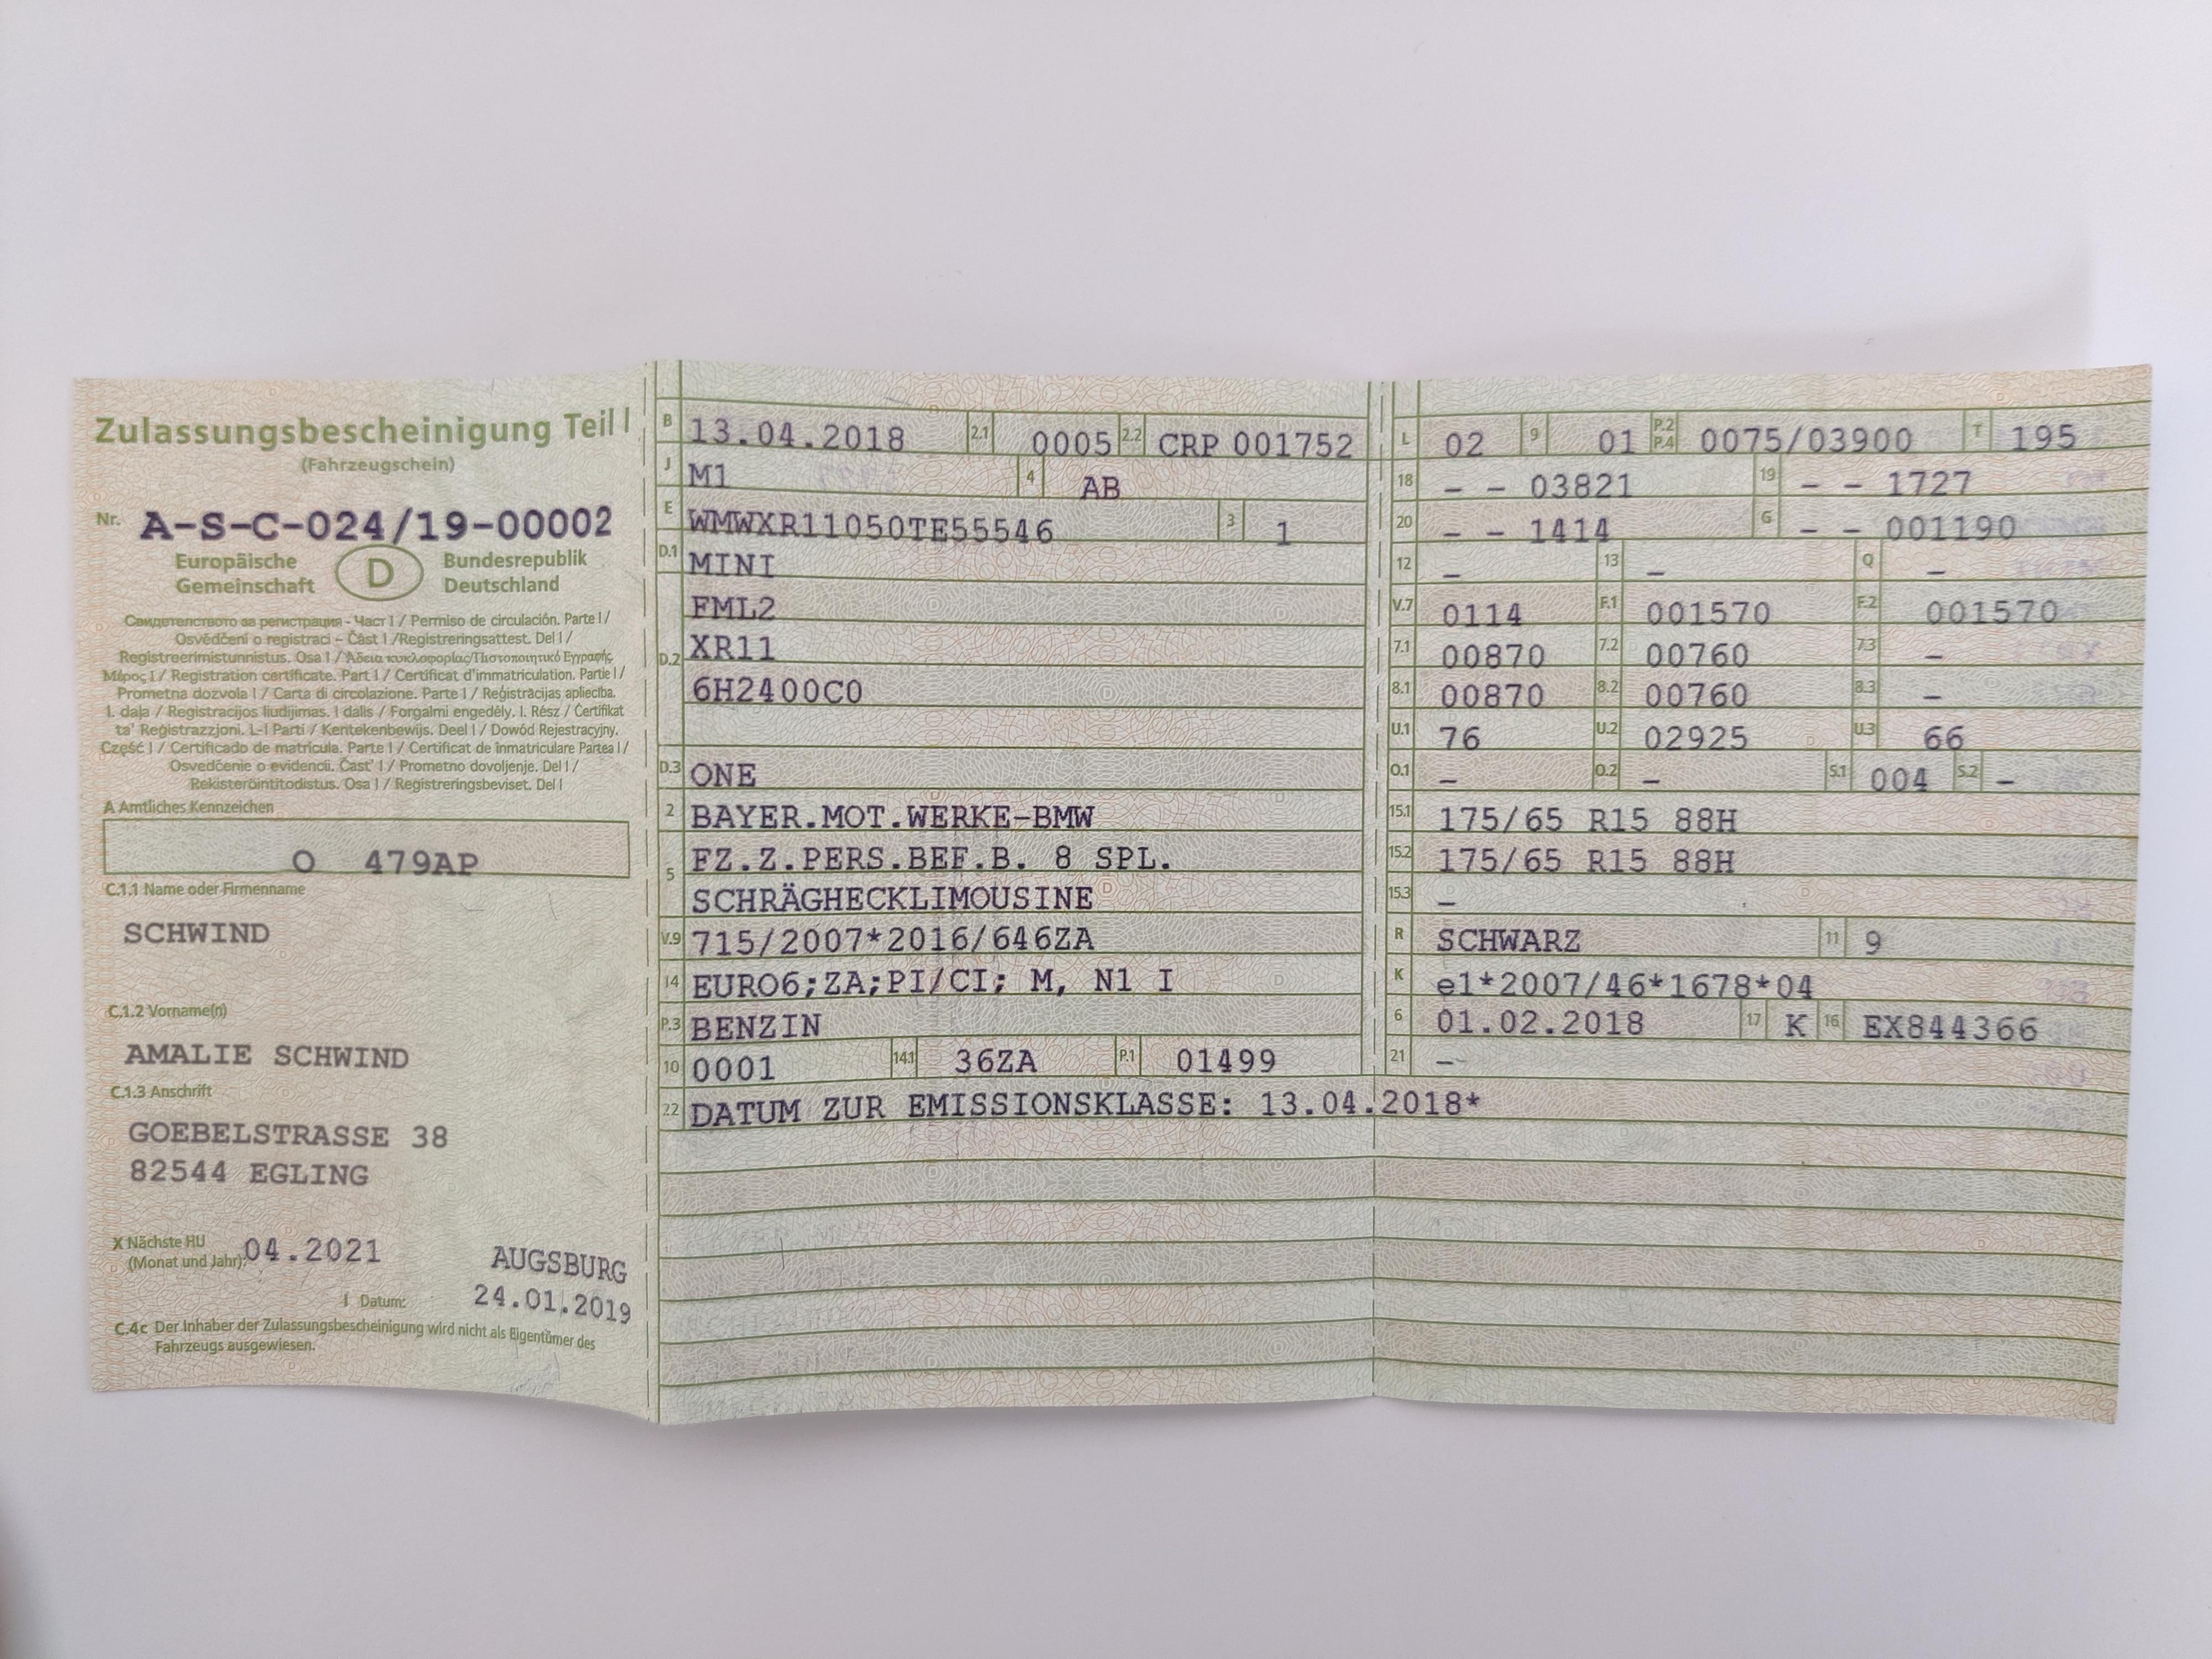 Zulassungsbescheinigung Teil I
(Fahrzeugschein)
Nr. A-S-C-024/19-00002
Europäische Gemeinschaft D Bundesrepublik Deutschland
Свидетелството за регистрация - Част I / Permiso de circulación. Parte I /
Osvědčení o registraci – Část I /Registreringsattest. Del I /
Registreerimistunnistus. Osa I / Άδεια κυκλοφορίας/Πιστοποιητικό Εγγραφής
Μέρος I / Registration certificate. Part I / Certificat d'immatriculation. Partie I /
Prometna dozvola I / Carta di circolazione. Parte I / Reģistrācijas apliecība.
I. daļa / Registracijos liudijimas. I dalis / Forgalmi engedély. I. Rész / Ċertifikat
ta' Reġistrazzjoni. L-I Parti / Kentekenbewijs. Deel I / Dowód Rejestracyjny.
Część I / Certificado de matrícula. Parte I / Certificat de înmatriculare Partea I /
Osvedčenie o evidencii. Časť I / Prometno dovoljenje. Del I /
Rekisteröintitodistus. Osa I / Registreringsbeviset. Del I
A Amtliches Kennzeichen
O 479AP
C.1.1 Name oder Firmenname
SCHWIND
C.1.2 Vorname(n)
AMALIE SCHWIND
C.1.3 Anschrift
GOEBELSTRASSE 38
82544 EGLING
X Nächste HU
(Monat und Jahr): 04.2021
AUGSBURG
I Datum: 24.01.2019
C.4c Der Inhaber der Zulassungsbescheinigung wird nicht als Eigentümer des
Fahrzeugs ausgewiesen.
B 13.04.2018 2.1 0005 2.2 CRP 001752
J M1 4 AB
E WMWXR11050TE55546 3 1
D.1 MINI
FML2
D.2 XR11
6H2400C0
D.3 ONE
2 BAYER.MOT.WERKE-BMW
5 FZ.Z.PERS.BEF.B. 8 SPL.
SCHRÄGHECKLIMOUSINE
V.9 715/2007*2016/646ZA
14 EURO6;ZA;PI/CI; M, N1 I
P.3 BENZIN
10 0001 14.1 36ZA P.1 01499
22 DATUM ZUR EMISSIONSKLASSE: 13.04.2018*
L 02 9 01 P.2 P.4 0075/03900 T 195
18 - - 03821 19 - - 1727
20 - - 1414 G - - 001190
12 - 13 - Q -
V.7 0114 F.1 001570 F.2 001570
7.1 00870 7.2 00760 7.3 -
8.1 00870 8.2 00760 8.3 -
U.1 76 U.2 02925 U.3 66
O.1 - O.2 - S.1 004 S.2 -
15.1 175/65 R15 88H
15.2 175/65 R15 88H
15.3 -
R SCHWARZ 11 9
K e1*2007/46*1678*04
6 01.02.2018 17 K 16 EX844366
21 -